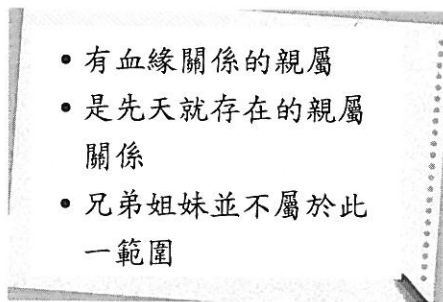 • 有血緣關係的親屬
• 是先天就存在的親屬
關係
• 兄弟姐妹並不屬於此
一範圍